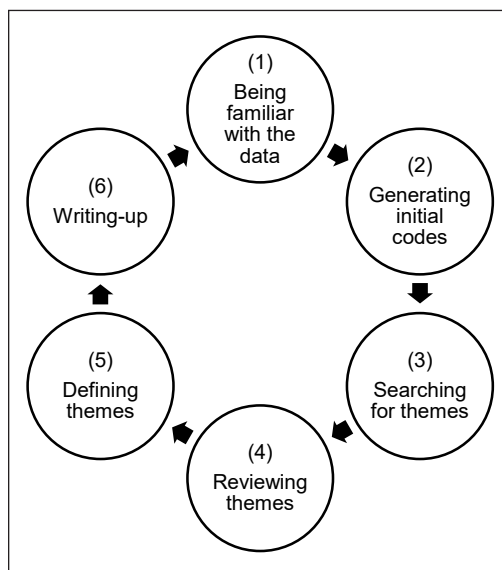 (1)
Being
familiar
with the
data
(2)
Generating
initial
codes
(3)
Searching
for themes
(4)
Reviewing
themes
(5)
Defining
themes
(6)
Writing-up